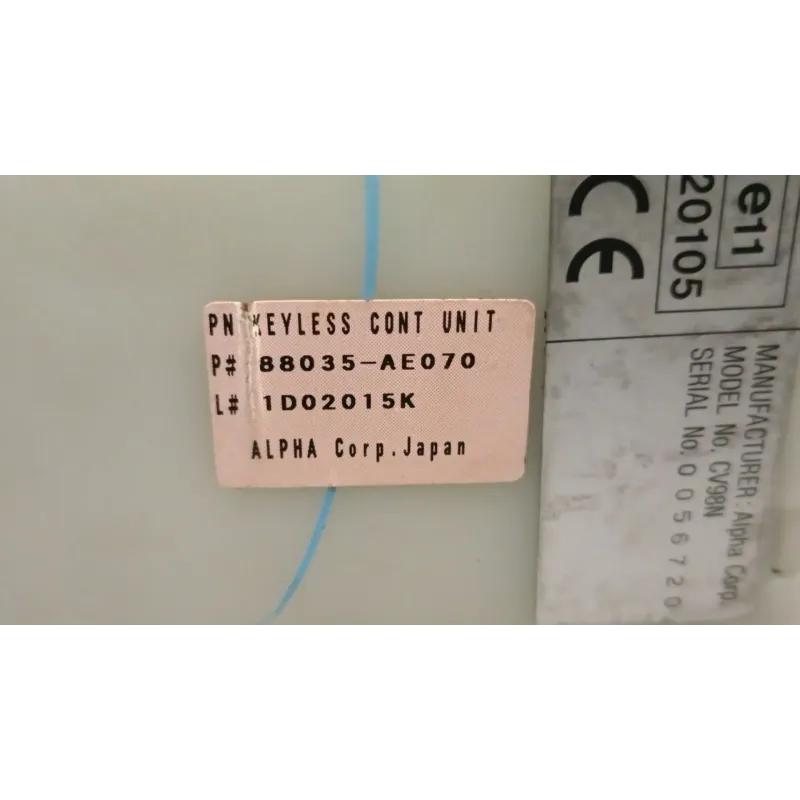 PN KEYLESS CONT UNIT
P# 88035-AE070
L# 1D02015K
ALPHA Corp.Japan
CE
e11
20105
MANUFACTURER: Alpha Corp.
MODEL No. CV98N
SERIAL No. 0056720